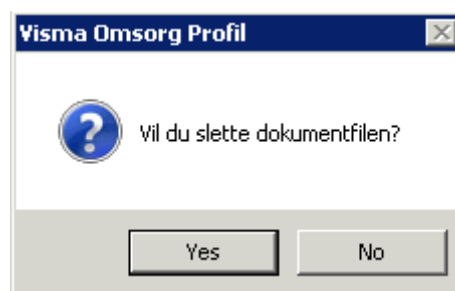 Visma Omsorg Profil
Vil du slette dokumentfilen?
Yes
No